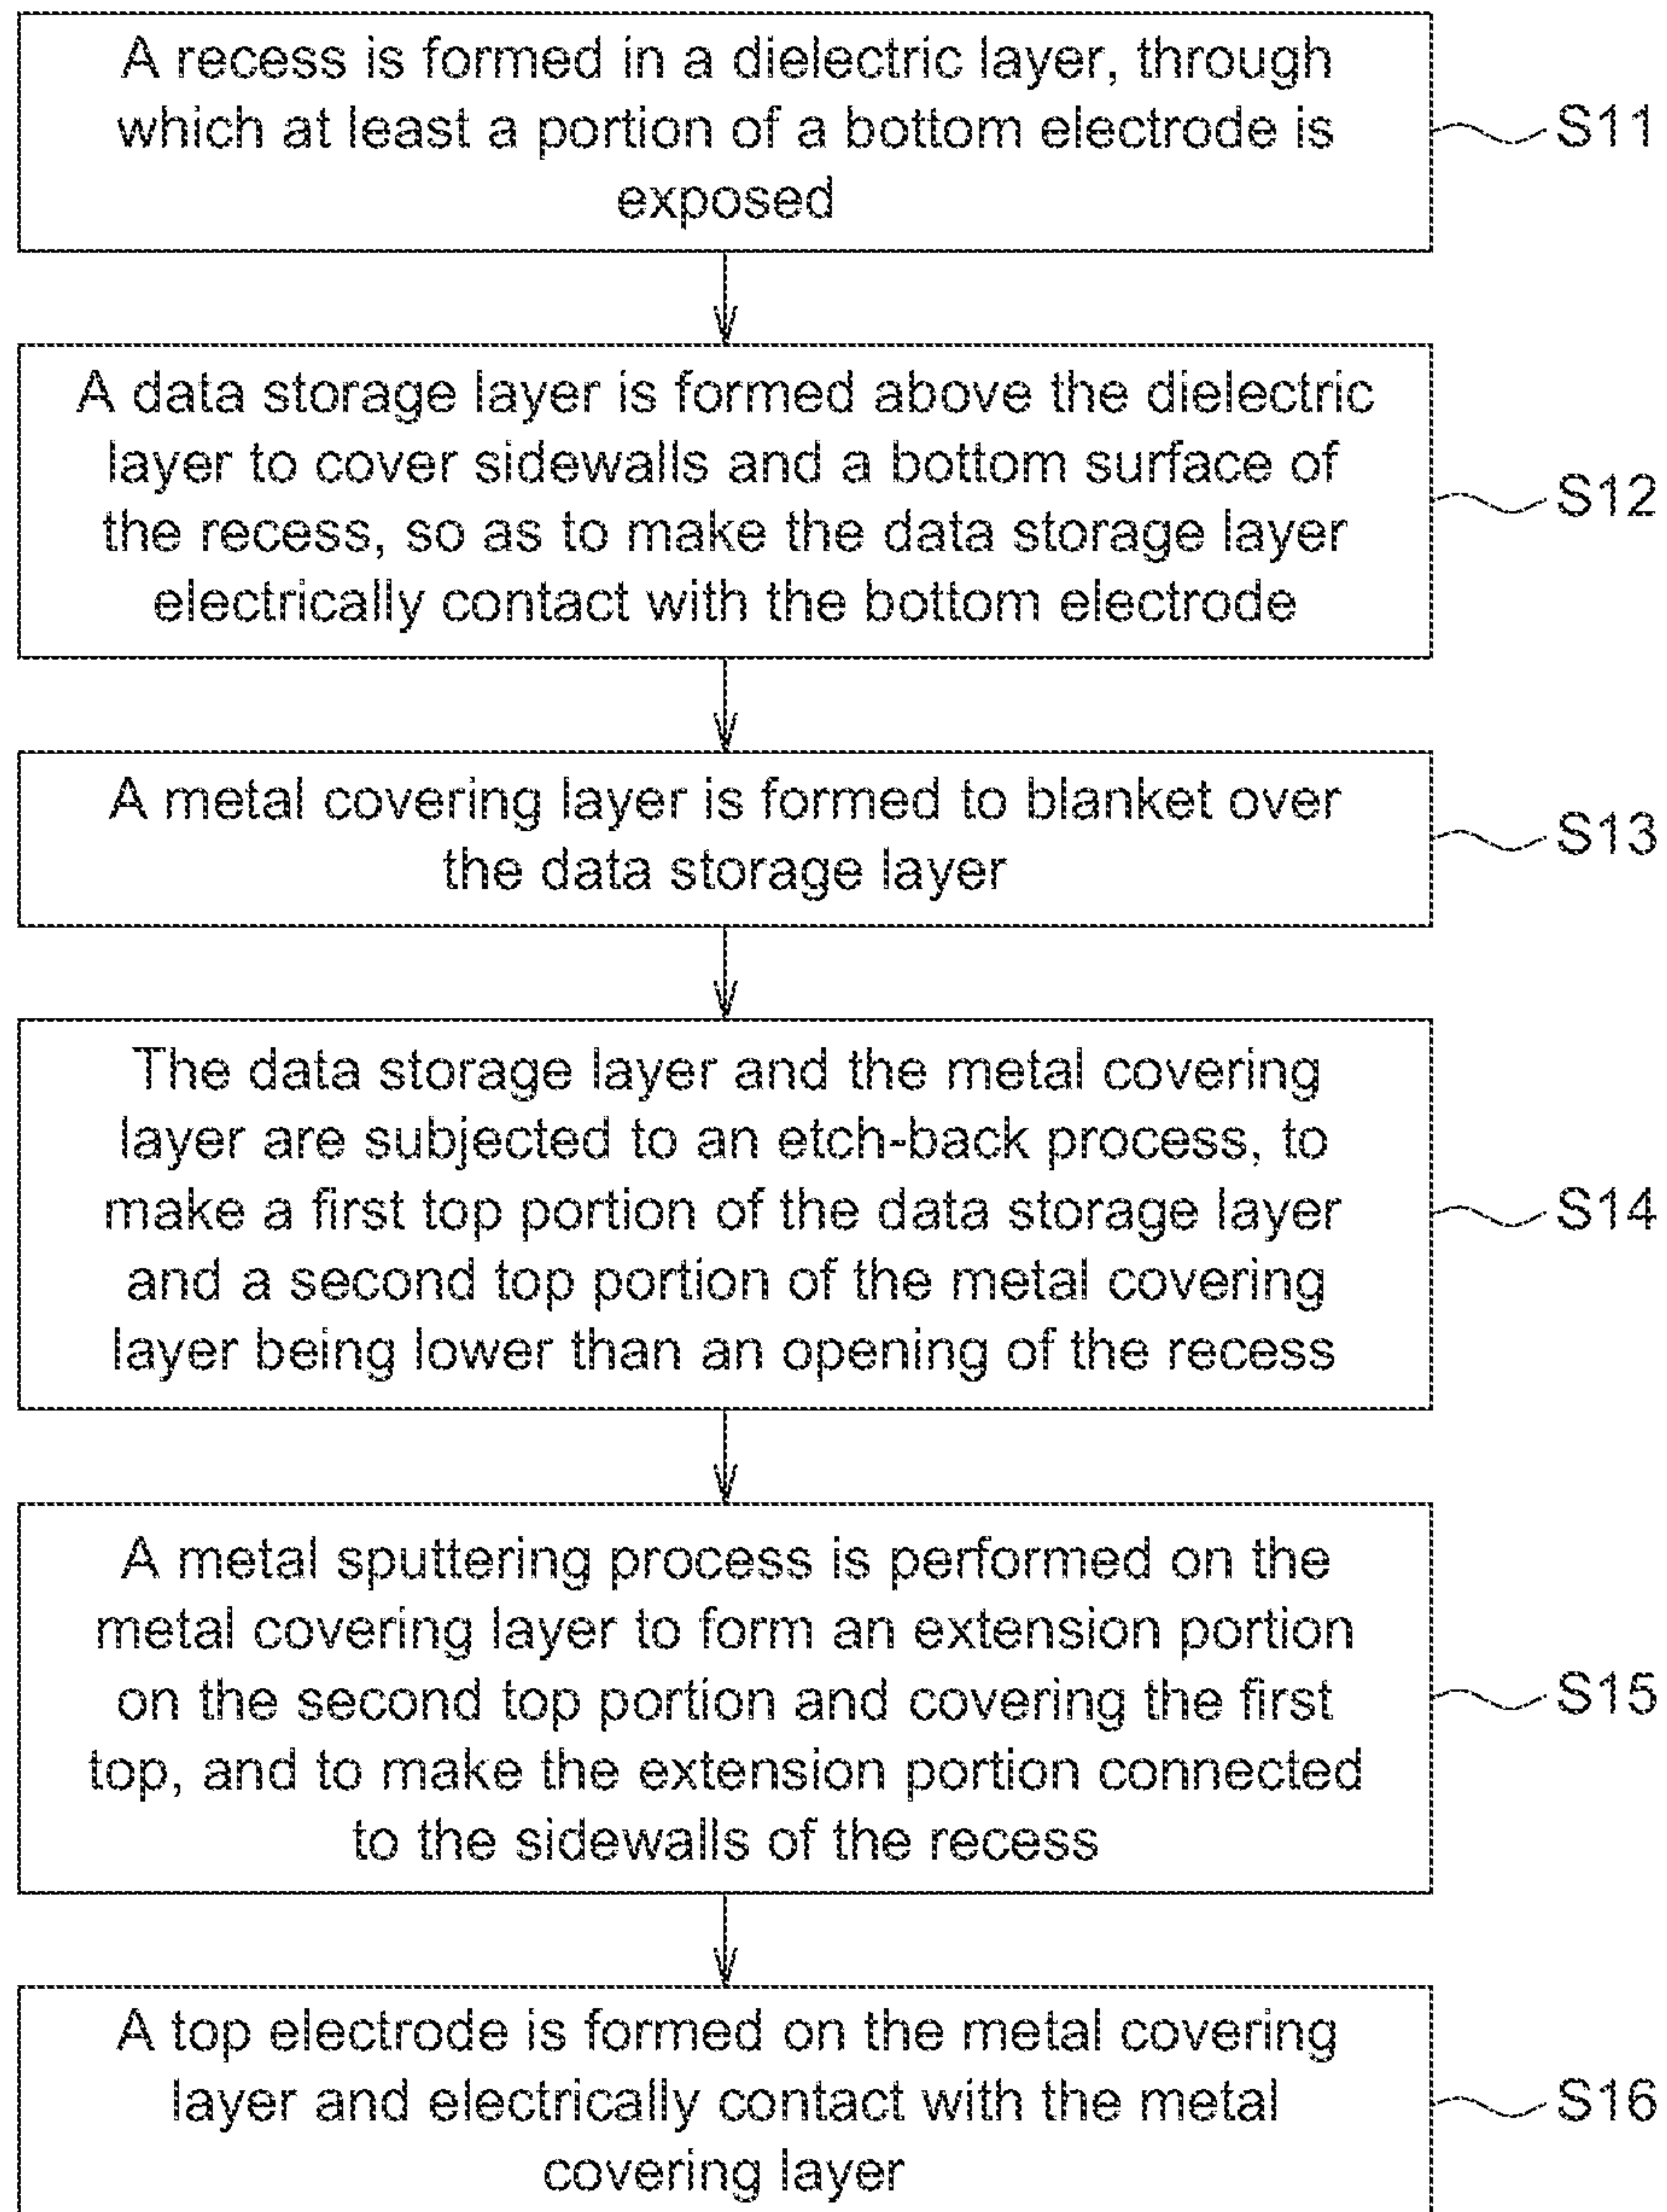 A recess is formed in a dielectric layer, through
which at least a portion of a bottom electrode is
exposed
S11
A data storage layer is formed above the dielectric
layer to cover sidewalls and a bottom surface of
the recess, so as to make the data storage layer
electrically contact with the bottom electrode
S12
A metal covering layer is formed to blanket over
the data storage layer
S13
The data storage layer and the metal covering
layer are subjected to an etch-back process, to
make a first top portion of the data storage layer
and a second top portion of the metal covering
layer being lower than an opening of the recess
S14
A metal sputtering process is performed on the
metal covering layer to form an extension portion
on the second top portion and covering the first
top, and to make the extension portion connected
to the sidewalls of the recess
S15
A top electrode is formed on the metal covering
layer and electrically contact with the metal
covering layer
S16